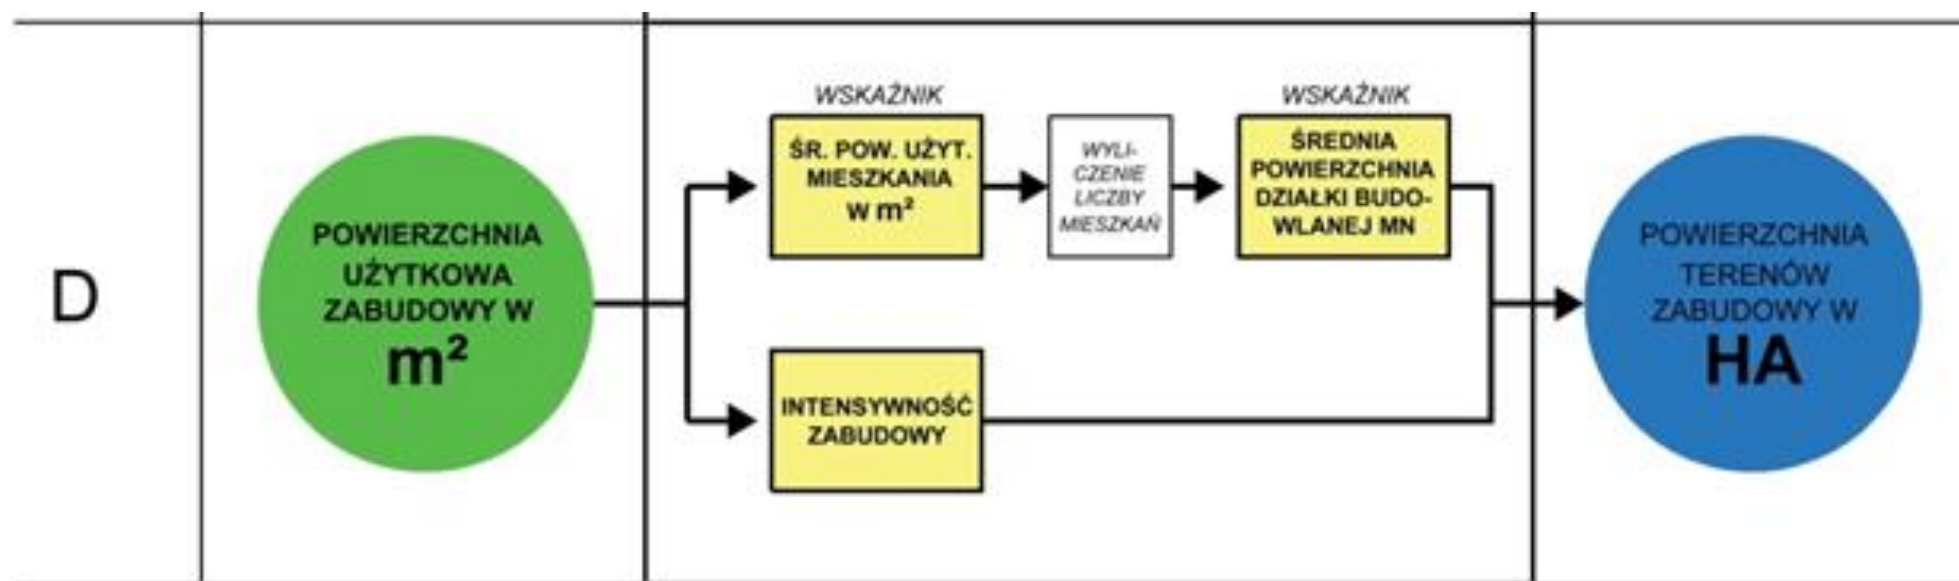 D
POWIERZCHNIA
UŻYTKOWA
ZABUDOWY W
m²
WSKAŹNIK
ŚR. POW. UŻYT.
MIESZKANIA
W m²
WYLI-
CZENIE
LICZBY
MIESZKAŃ
WSKAŹNIK
ŚREDNIA
POWIERZCHNIA
DZIAŁKI BUDO-
WLANEJ MN
INTENSYWNOŚĆ
ZABUDOWY
POWIERZCHNIA
TERENÓW
ZABUDOWY W
HA